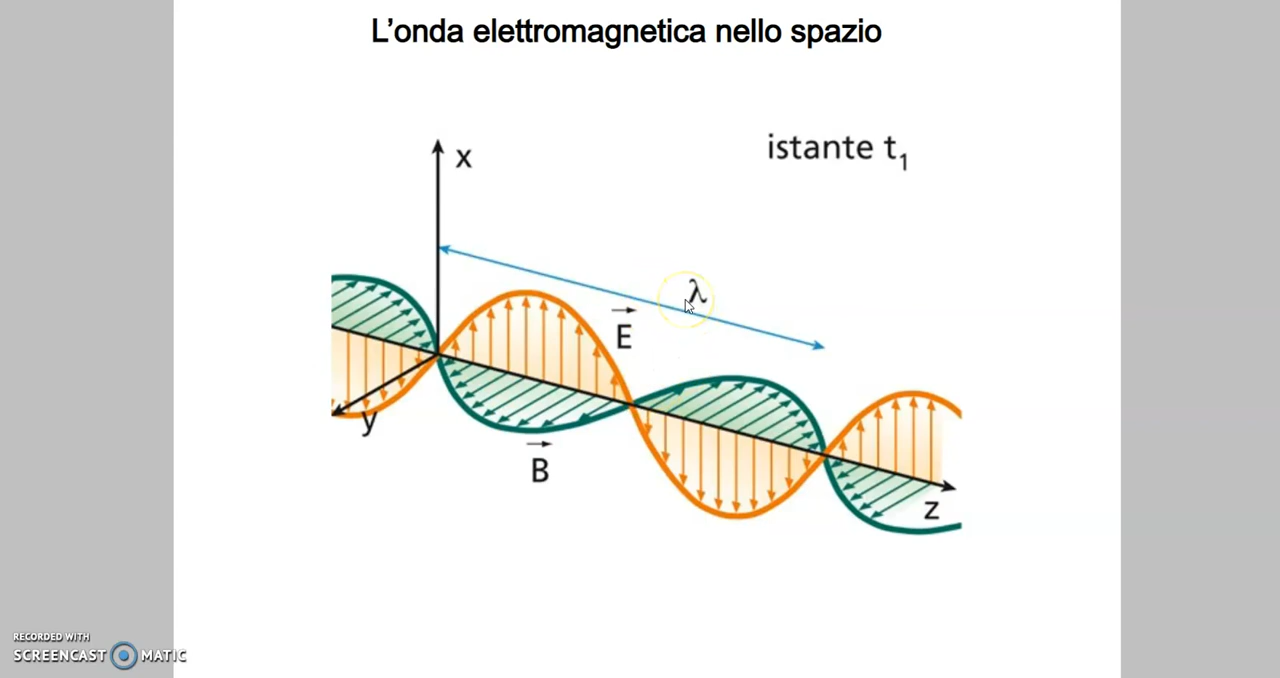 L'onda elettromagnetica nello spazio
istante t₁
x
λ
E
y
B
z
RECORDED WITH
SCREENCAST MATIC